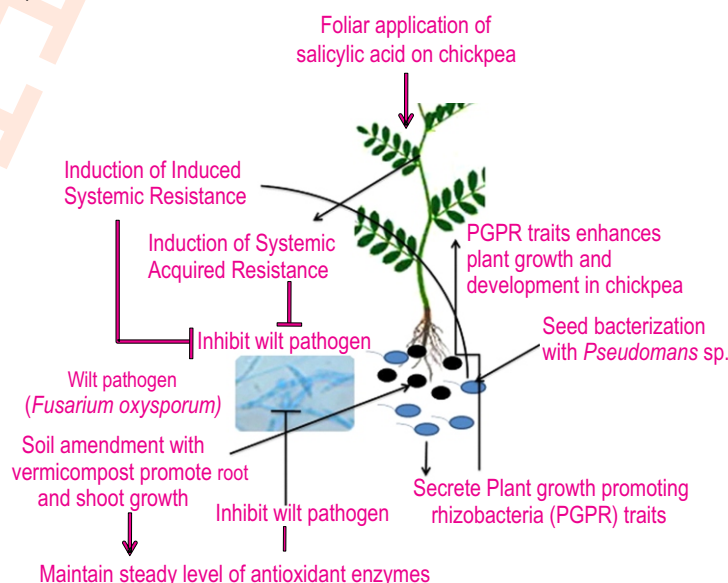 Foliar application of
salicylic acid on chickpea
Induction of Induced
Systemic Resistance
Induction of Systemic
Acquired Resistance
PGPR traits enhances
plant growth and
development in chickpea
Inhibit wilt pathogen
Seed bacterization
with Pseudomans sp.
Wilt pathogen
(Fusarium oxysporum)
Soil amendment with
vermicompost promote root
and shoot growth
Inhibit wilt pathogen
Secrete Plant growth promoting
rhizobacteria (PGPR) traits
Maintain steady level of antioxidant enzymes